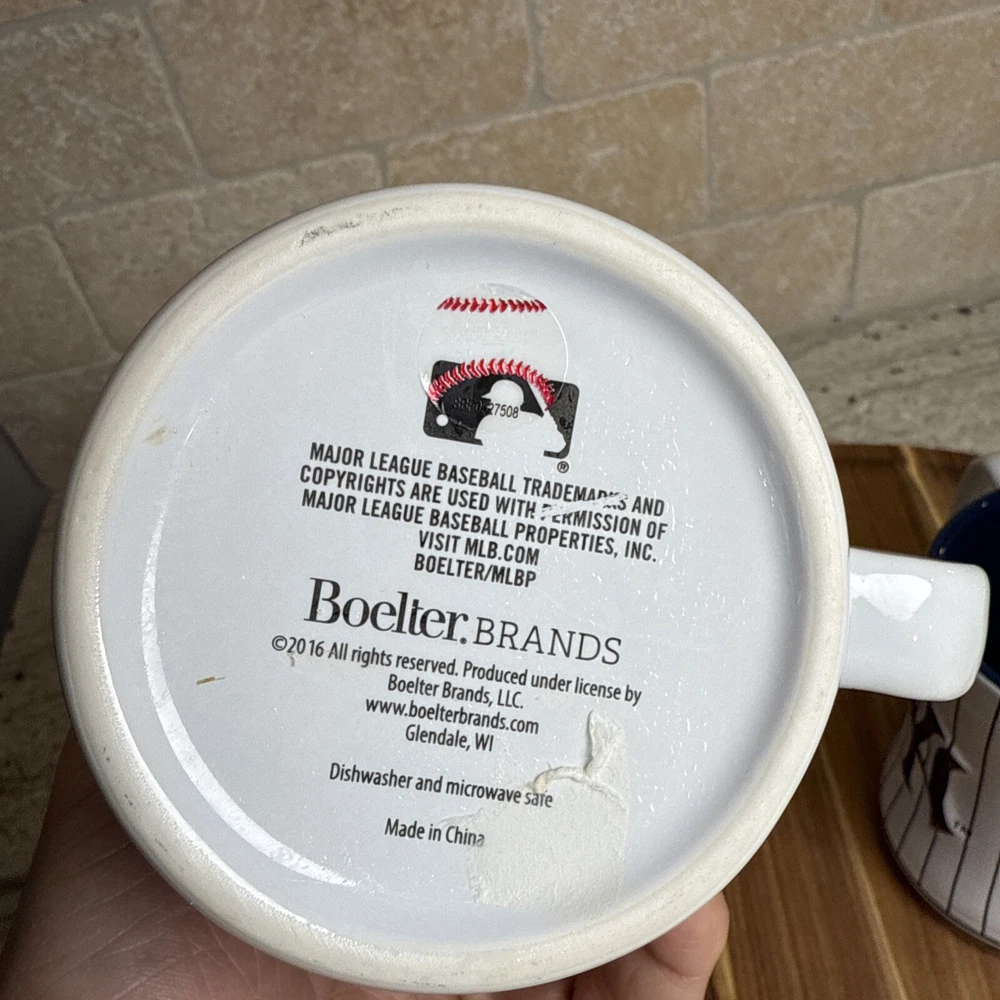 MAJOR LEAGUE BASEBALL TRADEMARKS AND
COPYRIGHTS ARE USED WITH PERMISSION OF
MAJOR LEAGUE BASEBALL PROPERTIES, INC.
VISIT MLB.COM
BOELTER/MLBP
Boelter. BRANDS
©2016 All rights reserved. Produced under license by
Boelter Brands, LLC.
www.boelterbrands.com
Glendale, WI
Dishwasher and microwave safe
Made in China